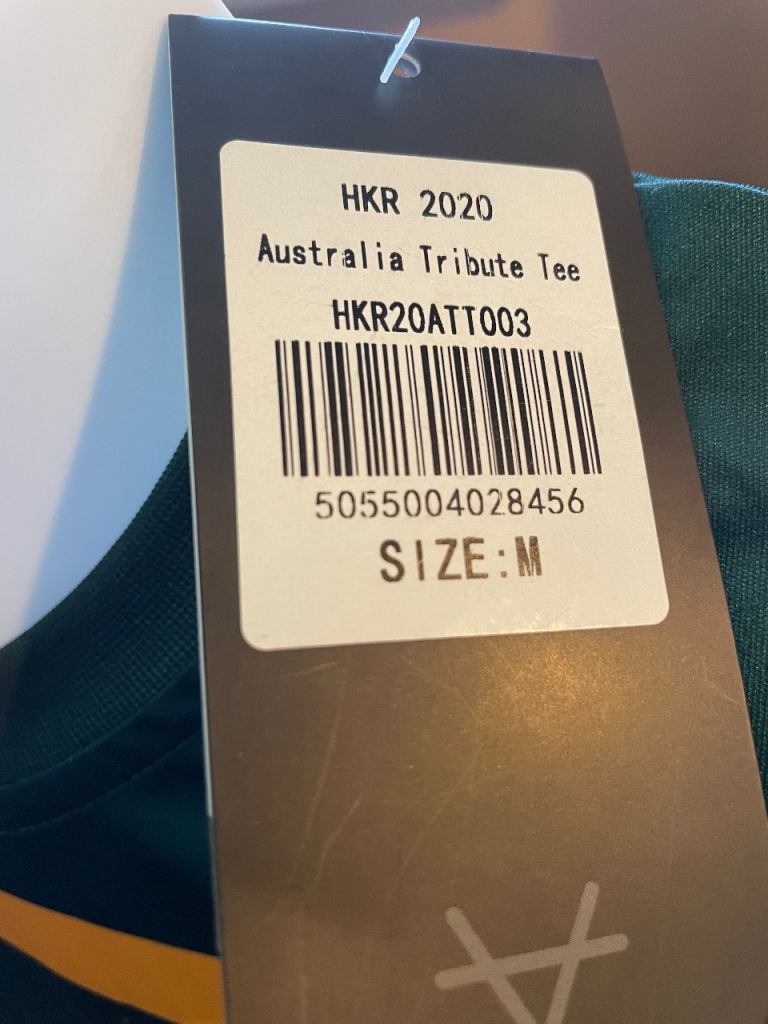 HKR 2020
Australia Tribute Tee
HKR20ATT003
5055004028456
SIZE:M